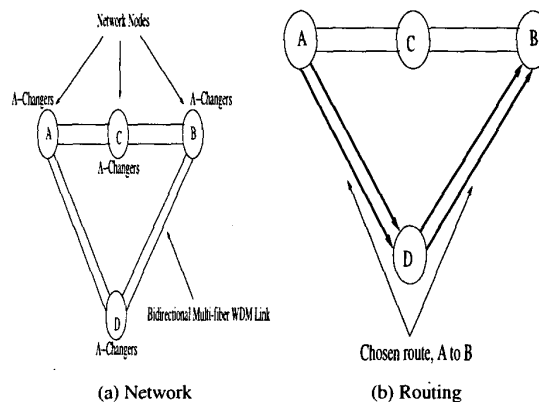 Network Nodes
A-Changers
A-Changers
A
C
B
A-Changers
D
Bidirectional Multi-fiber WDM Link
A-Changers
(a) Network
A
C
B
D
Chosen route, A to B
(b) Routing